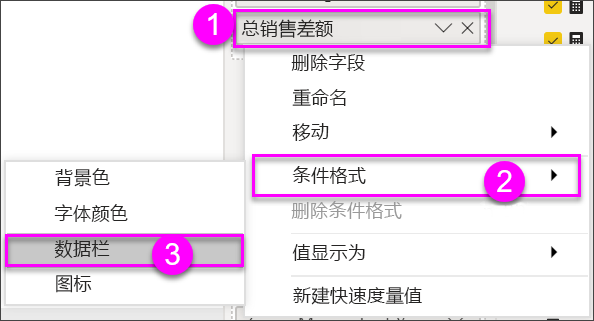 1
总销售差额
删除字段
重命名
移动
条件格式
2
删除条件格式
值显示为
新建快速度量值
背景色
字体颜色
数据栏
3
图标